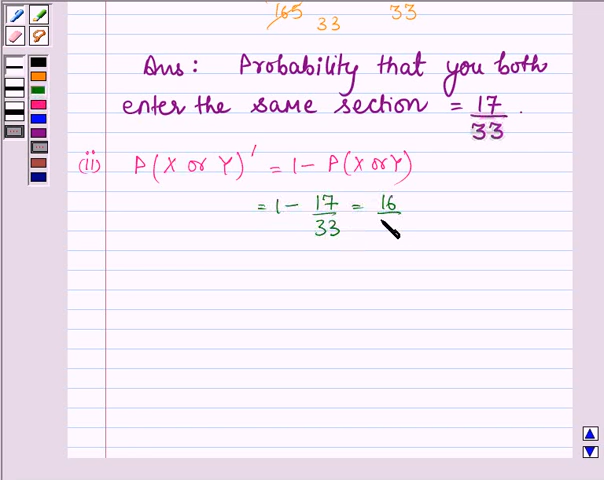 165 33
33
Ans: Probability that you both
enter the same section = 17/33.
(ii) P(X or Y)' = 1 - P(X or Y)
= 1 - 17/33 = 16/